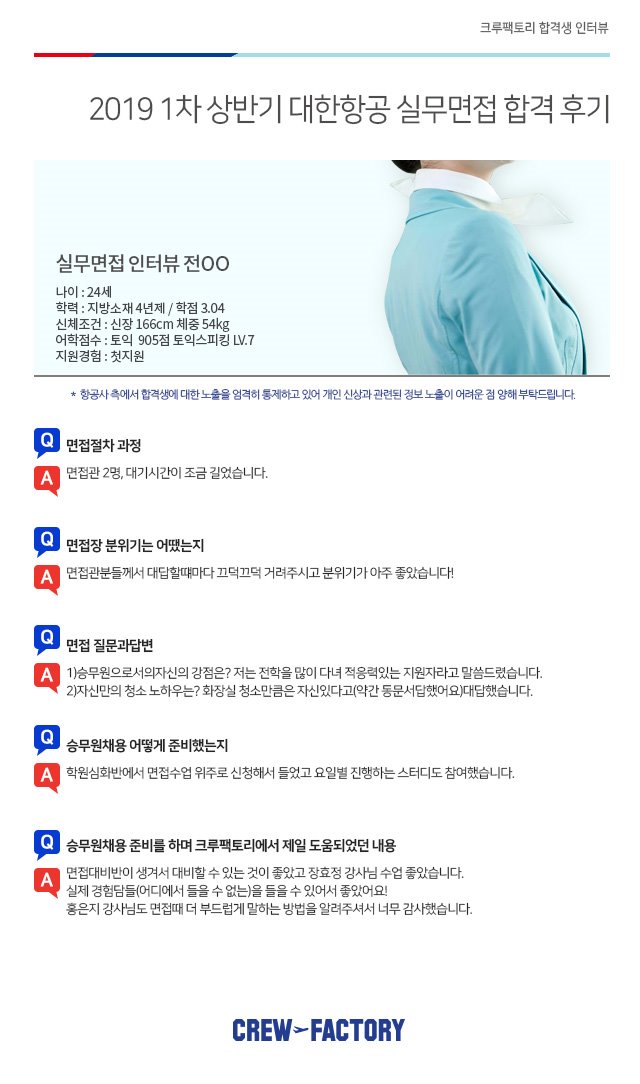 크루팩토리 합격생 인터뷰
2019 1차 상반기 대한항공 실무면접 합격 후기
실무면접 인터뷰 전OO
나이 : 24세
학력 : 지방소재 4년제 / 학점 3.04
신체조건 : 신장 166cm 체중 54kg
어학점수 : 토익 905점 토익스피킹 LV.7
지원경험 : 첫지원
* 항공사 측에서 합격생에 대한 노출을 엄격히 통제하고 있어 개인 신상과 관련된 정보 노출이 어려운 점 양해 부탁드립니다.
Q 면접절차 과정
A 면접관 2명, 대기시간이 조금 길었습니다.
Q 면접장 분위기는 어땠는지
A 면접관분들께서 대답할떄마다 끄덕끄덕 거려주시고 분위기가 아주 좋았습니다!
Q 면접 질문과답변
A 1)승무원으로서의자신의 강점은? 저는 전학을 많이 다녀 적응력있는 지원자라고 말씀드렸습니다.
2)자신만의 청소 노하우는? 화장실 청소만큼은 자신있다고(약간 동문서답했어요)대답했습니다.
Q 승무원채용 어떻게 준비했는지
A 학원심화반에서 면접수업 위주로 신청해서 들었고 요일별 진행하는 스터디도 참여했습니다.
Q 승무원채용 준비를 하며 크루팩토리에서 제일 도움되었던 내용
A 면접대비반이 생겨서 대비할 수 있는 것이 좋았고 장효정 강사님 수업 좋았습니다.
실제 경험담들(어디에서 들을 수 없는)을 들을 수 있어서 좋았어요!
홍은지 강사님도 면접때 더 부드럽게 말하는 방법을 알려주셔서 너무 감사했습니다.
CREW FACTORY